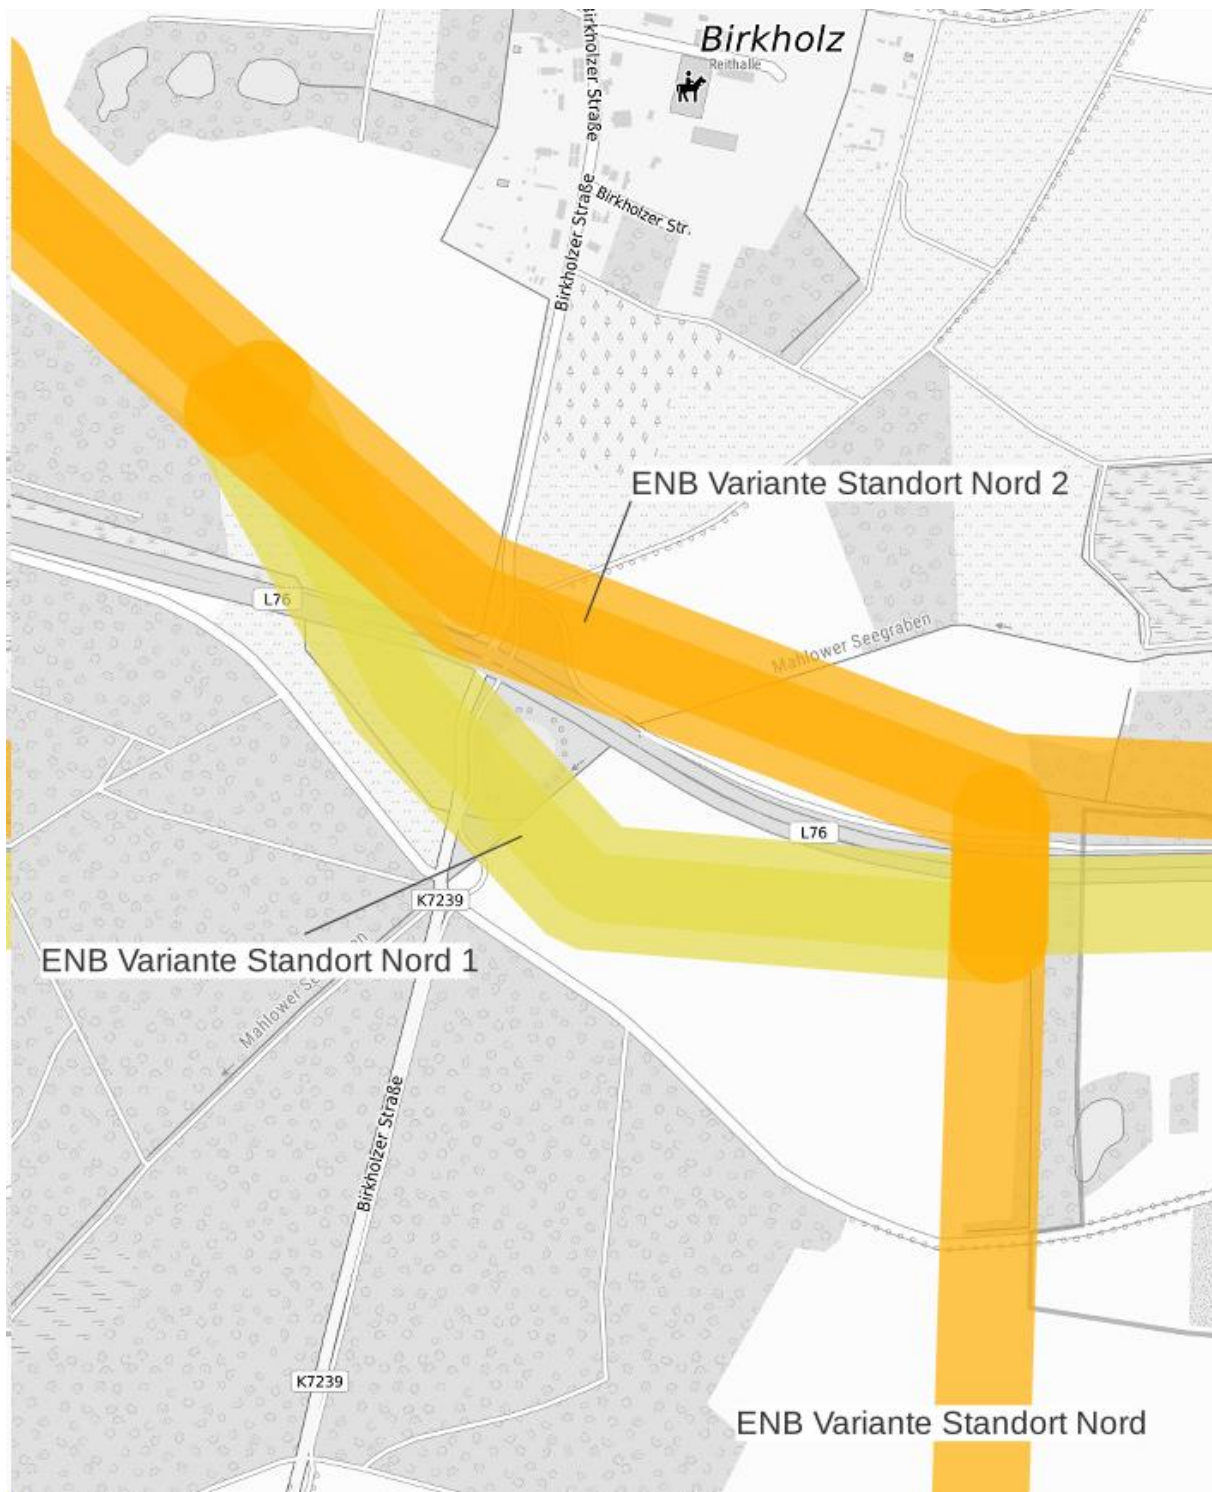 Birkholzer Straße
Birkholz
Reithalle
Birkholzer Straße
Birkholzer Str.
ENB Variante Standort Nord 2
L76
Mahlower Seegraben
L76
K7239
ENB Variante Standort Nord 1
Mahlower
Birkholzer Straße
K7239
ENB Variante Standort Nord